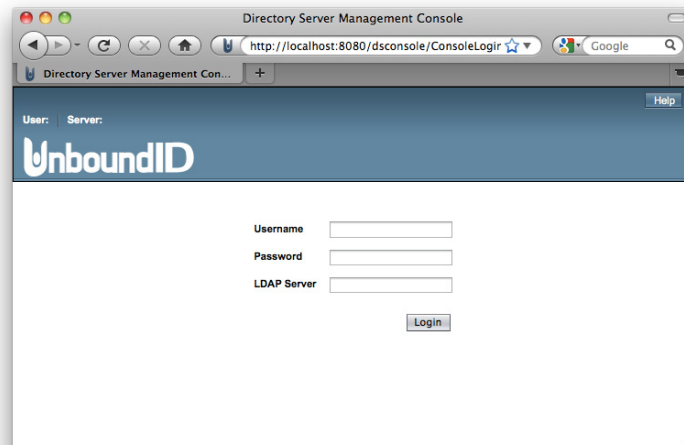 Directory Server Management Console
http://localhost:8080/dsconsole/ConsoleLogin
Google
Directory Server Management Con...
Help
User: Server:
UnboundID
Username
Password
LDAP Server
Login